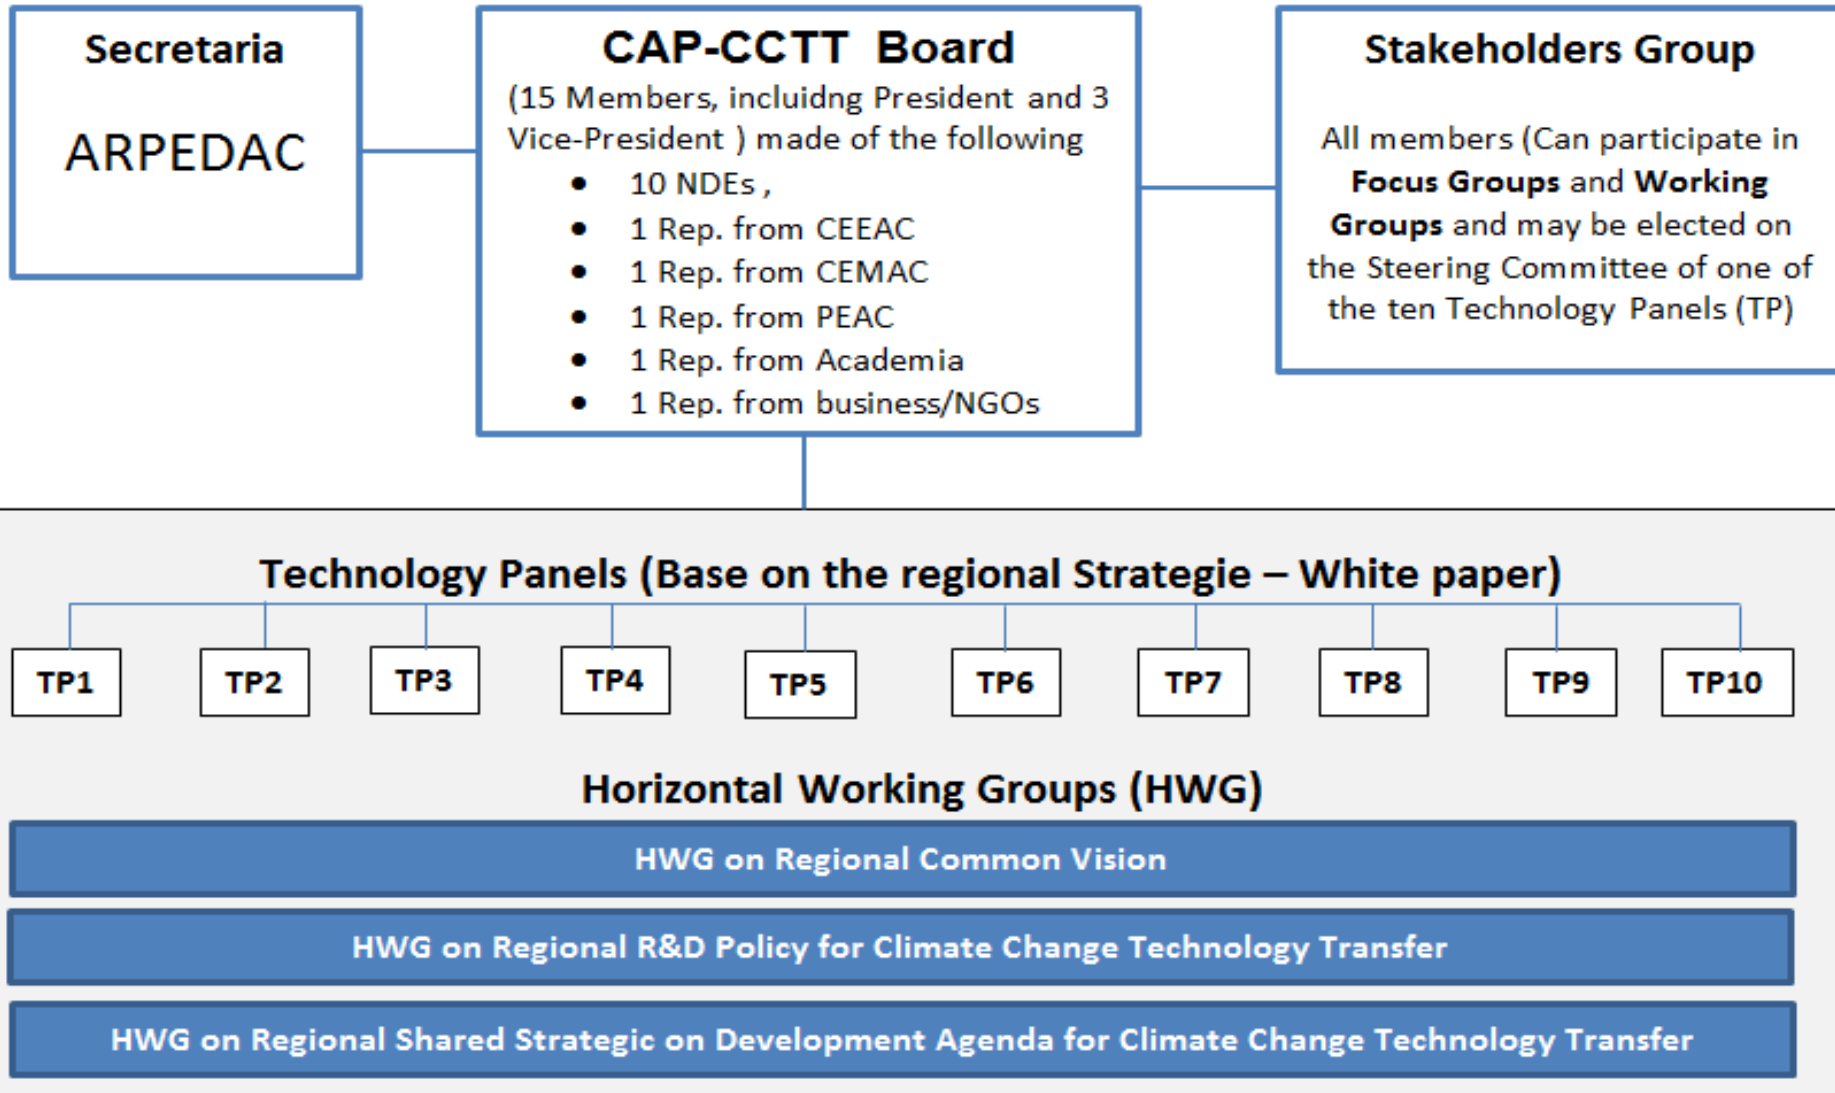 Secretaria
ARPEDAC
CAP-CCTT Board
(15 Members, incluidng President and 3
Vice-President ) made of the following
• 10 NDEs ,
• 1 Rep. from CEEAC
• 1 Rep. from CEMAC
• 1 Rep. from PEAC
• 1 Rep. from Academia
• 1 Rep. from business/NGOs
Stakeholders Group
All members (Can participate in
Focus Groups and Working
Groups and may be elected on
the Steering Committee of one of
the ten Technology Panels (TP)
Technology Panels (Base on the regional Strategie – White paper)
TP1
TP2
TP3
TP4
TP5
TP6
TP7
TP8
TP9
TP10
Horizontal Working Groups (HWG)
HWG on Regional Common Vision
HWG on Regional R&D Policy for Climate Change Technology Transfer
HWG on Regional Shared Strategic on Development Agenda for Climate Change Technology Transfer